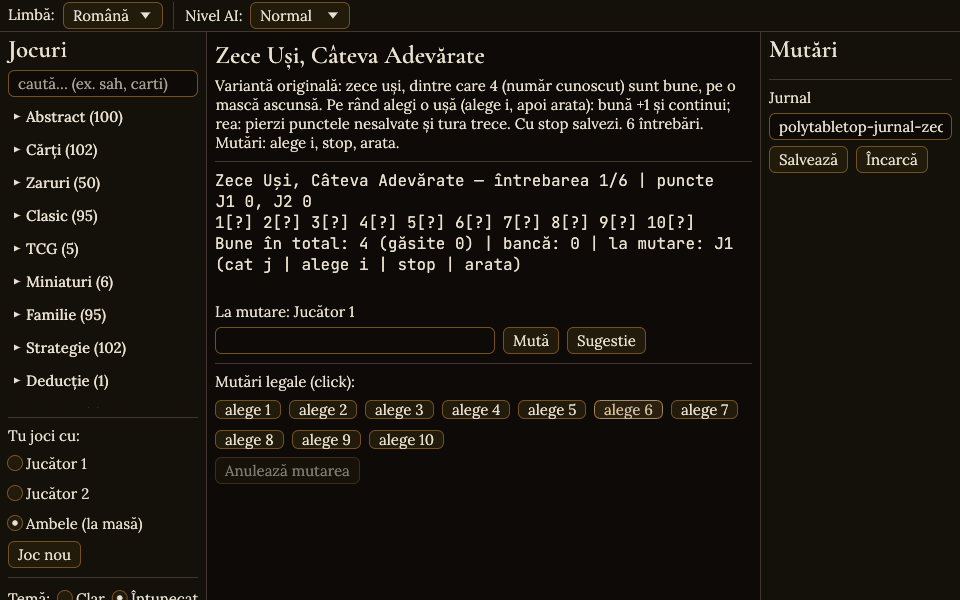 Limbă: Română ▼ Nivel AI: Normal ▼
Jocuri
caută... (ex. sah, carti)
▸ Abstract (100)
▸ Cărți (102)
▸ Zaruri (50)
▸ Clasic (95)
▸ TCG (5)
▸ Miniaturi (6)
▸ Familie (95)
▸ Strategie (102)
▸ Deducție (1)
Tu joci cu:
Jucător 1
Jucător 2
Ambele (la masă)
Joc nou
Temă: Clar Întunecat
Zece Uși, Câteva Adevărate
Variantă originală: zece uși, dintre care 4 (număr cunoscut) sunt bune, pe o
mască ascunsă. Pe rând alegi o ușă (alege i, apoi arata): bună +1 și continui;
rea: pierzi punctele nesalvate și tura trece. Cu stop salvezi. 6 întrebări.
Mutări: alege i, stop, arata.
Zece Uși, Câteva Adevărate — întrebarea 1/6 | puncte
J1 0, J2 0
1[?] 2[?] 3[?] 4[?] 5[?] 6[?] 7[?] 8[?] 9[?] 10[?]
Bune în total: 4 (găsite 0) | bancă: 0 | la mutare: J1
(cat j | alege i | stop | arata)
La mutare: Jucător 1
Mută Sugestie
Mutări legale (click):
alege 1 alege 2 alege 3 alege 4 alege 5 alege 6 alege 7
alege 8 alege 9 alege 10
Anulează mutarea
Mutări
Jurnal
polytabletop-jurnal-zec
Salvează Încarcă